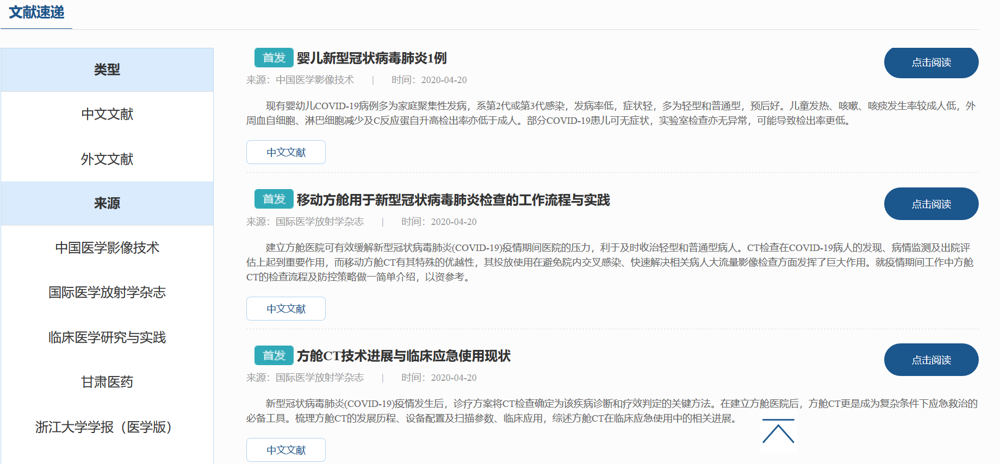 文献速递
类型
中文文献
外文文献
来源
中国医学影像技术
国际医学放射学杂志
临床医学研究与实践
甘肃医药
浙江大学学报（医学版）
首发 婴儿新型冠状病毒肺炎1例
点击阅读
来源：中国医学影像技术 | 时间：2020-04-20
现有婴幼儿COVID-19病例多为家庭聚集性发病，系第2代或第3代感染，发病率低，症状轻，多为轻型和普通型，预后好。儿童发热、咳嗽、咳痰发生率较成人低，外
周血自细胞、淋巴细胞减少及C反应蛋自升高检出率亦低于成人。部分COVID-19患儿可无症状，实验室检查亦无异常，可能导致检出率更低。
中文文献
首发 移动方舱用于新型冠状病毒肺炎检查的工作流程与实践
点击阅读
来源：国际医学放射学杂志 | 时间：2020-04-20
建立方舱医院可有效缓解新型冠状病毒肺炎(COVID-19)疫情期间医院的压力，利于及时收治轻型和普通型病人。CT检查在COVID-19病人的发现、病情监测及出院评
估上起到重要作用，而移动方舱CT有其特殊的优越性，其投放使用在避免院内交叉感染、快速解决相关病人大流量影像检查方面发挥了巨大作用。就疫情期间工作中方舱
CT的检查流程及防控策略做一简单介绍，以资参考。
中文文献
首发 方舱CT技术进展与临床应急使用现状
点击阅读
来源：国际医学放射学杂志 | 时间：2020-04-20
新型冠状病毒肺炎(COVID-19)疫情发生后，诊疗方案将CT检查确定为该疾病诊断和疗效判定的关键方法。在建立方舱医院后，方舱CT更是成为复杂条件下应急救治的
必备工具。梳理方舱CT的发展历程、设备配置及扫描参数、临床应用，综述方舱CT在临床应急使用中的相关进展。
中文文献